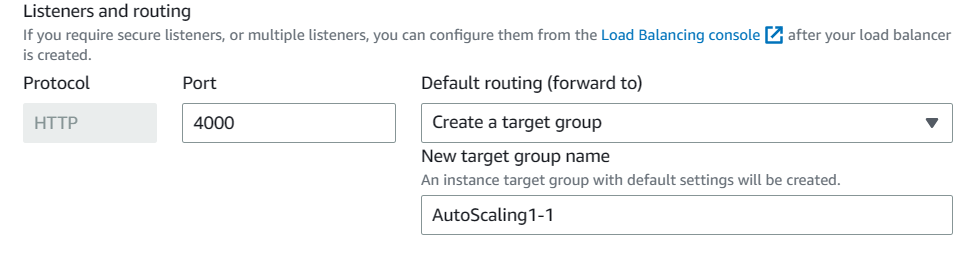 Listeners and routing
If you require secure listeners, or multiple listeners, you can configure them from the Load Balancing console after your load balancer
is created.
Protocol Port Default routing (forward to)
HTTP 4000 Create a target group
New target group name
An instance target group with default settings will be created.
AutoScaling1-1